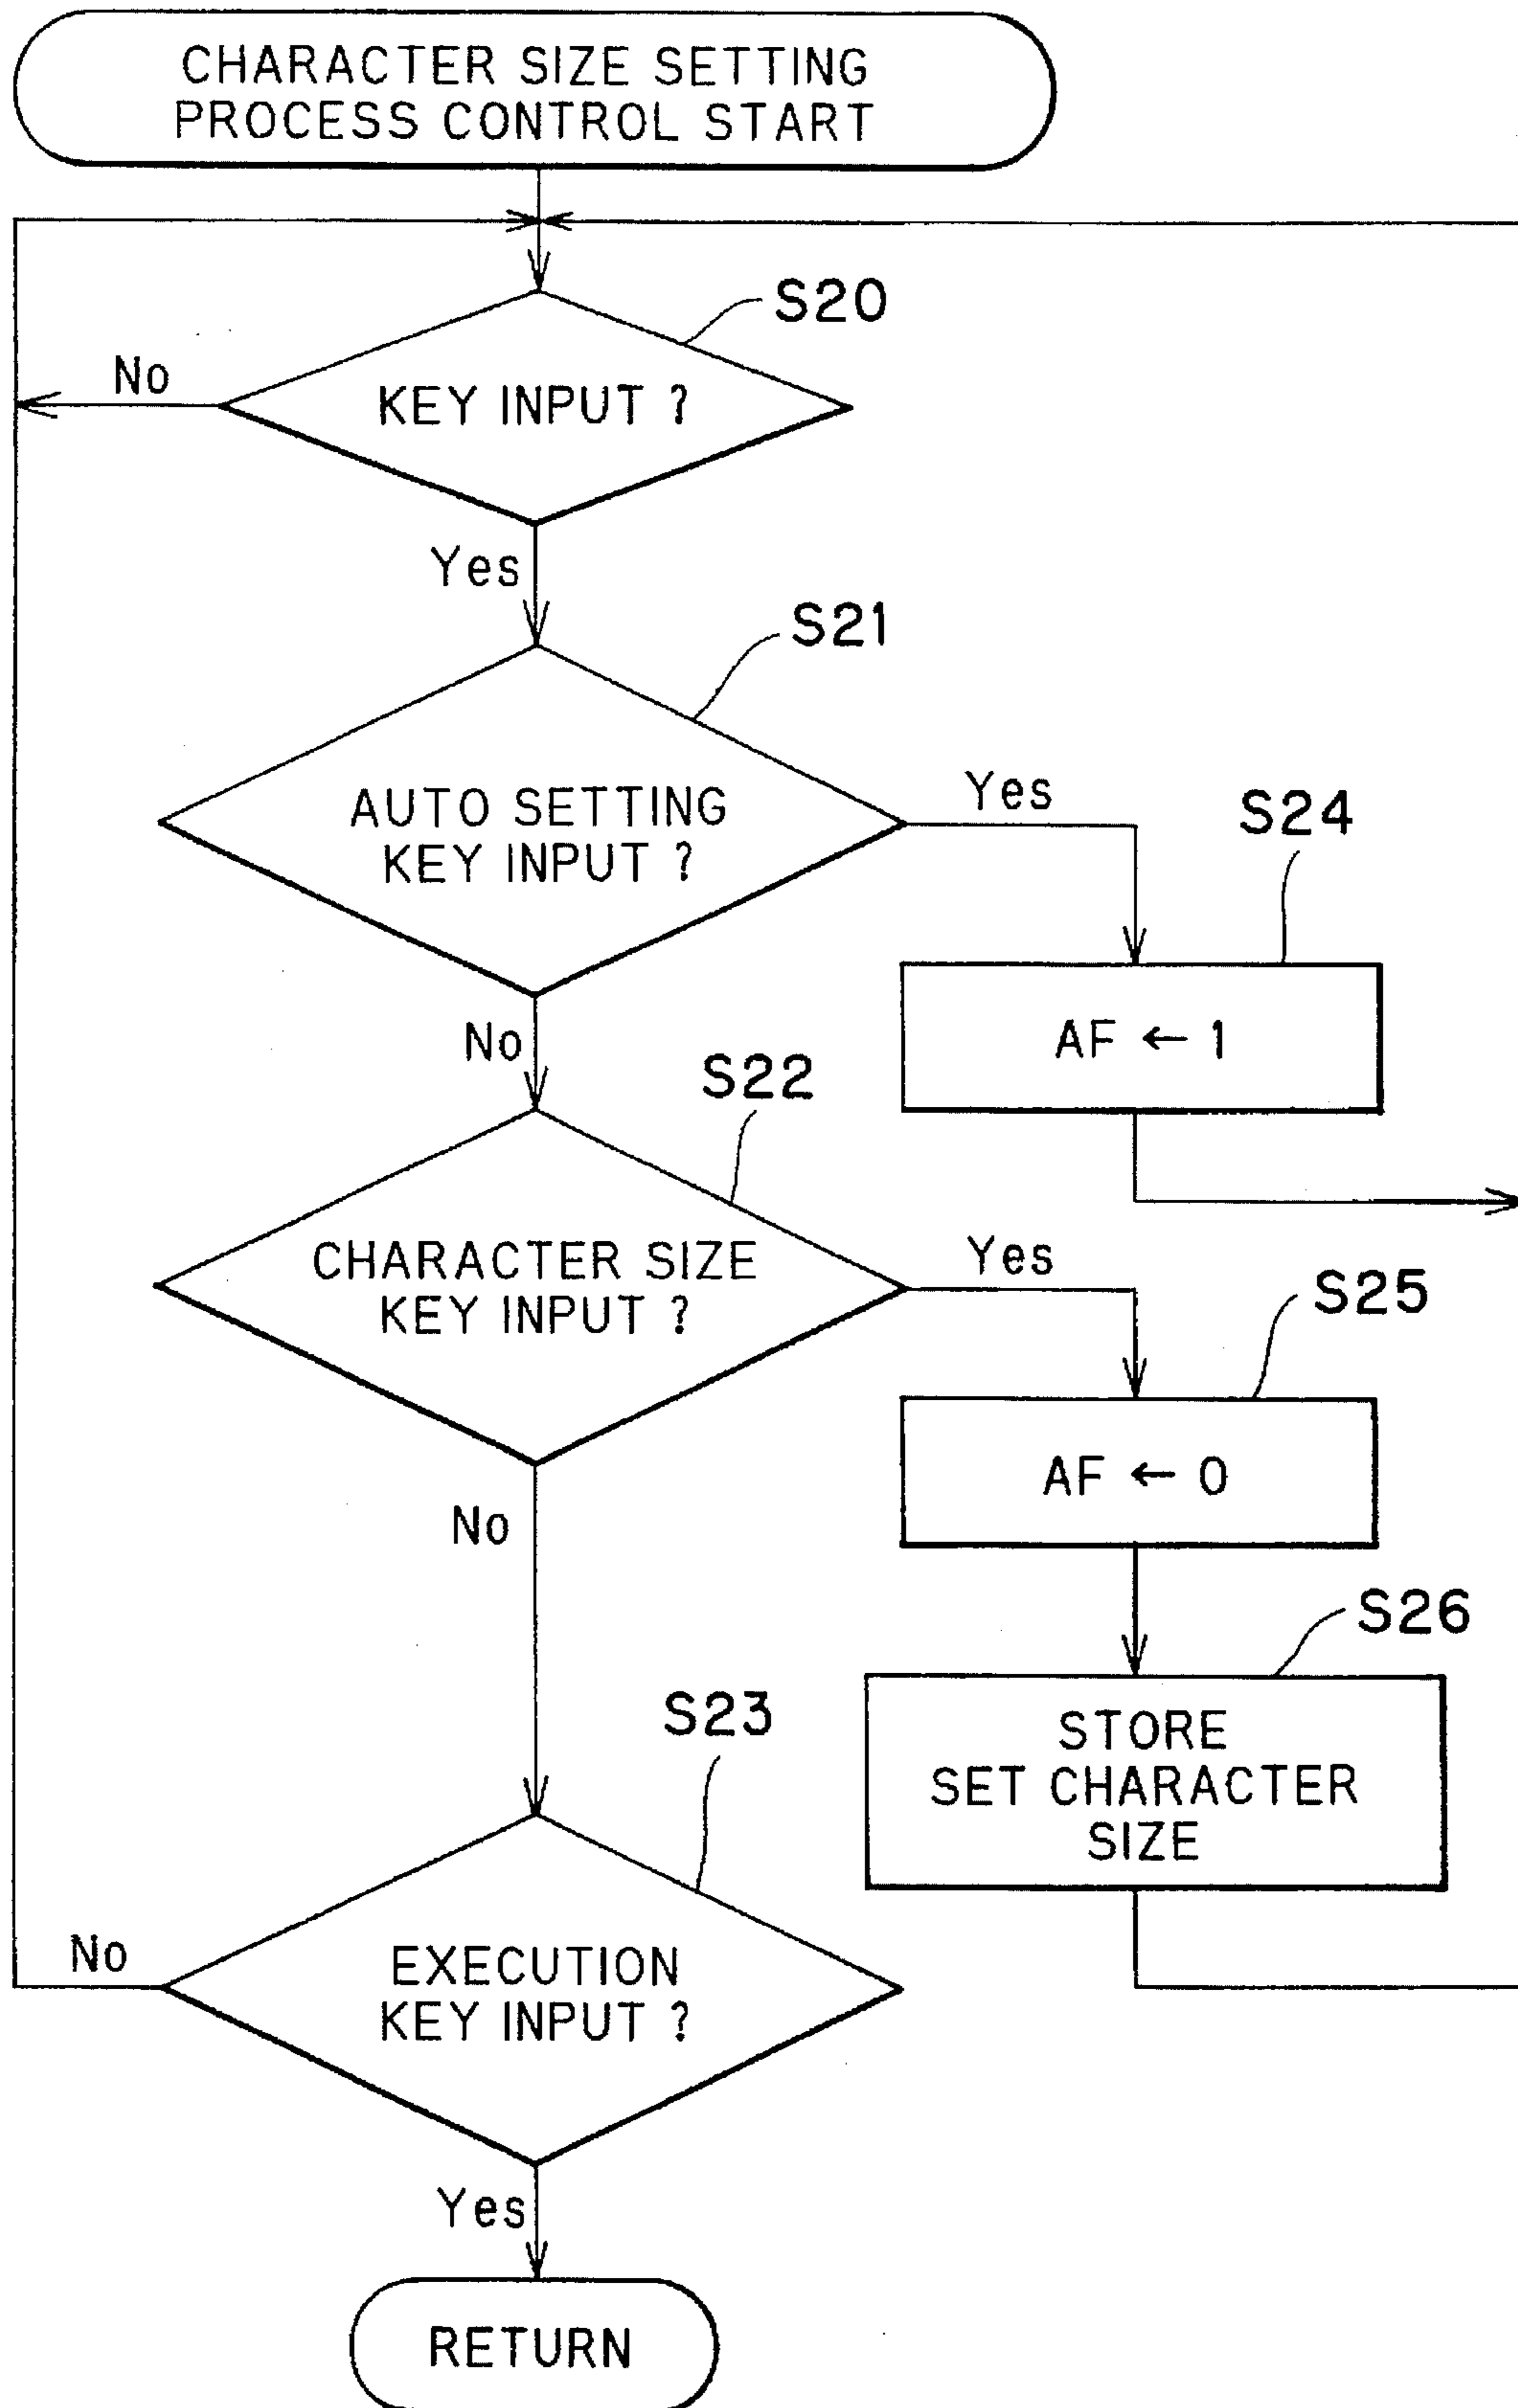 CHARACTER SIZE SETTING
PROCESS CONTROL START
S20
No
KEY INPUT ?
Yes
S21
AUTO SETTING
KEY INPUT ?
Yes
S24
AF ← 1
No
S22
CHARACTER SIZE
KEY INPUT ?
Yes
S25
AF ← 0
No
S26
STORE
SET CHARACTER
SIZE
S23
No
EXECUTION
KEY INPUT ?
Yes
RETURN